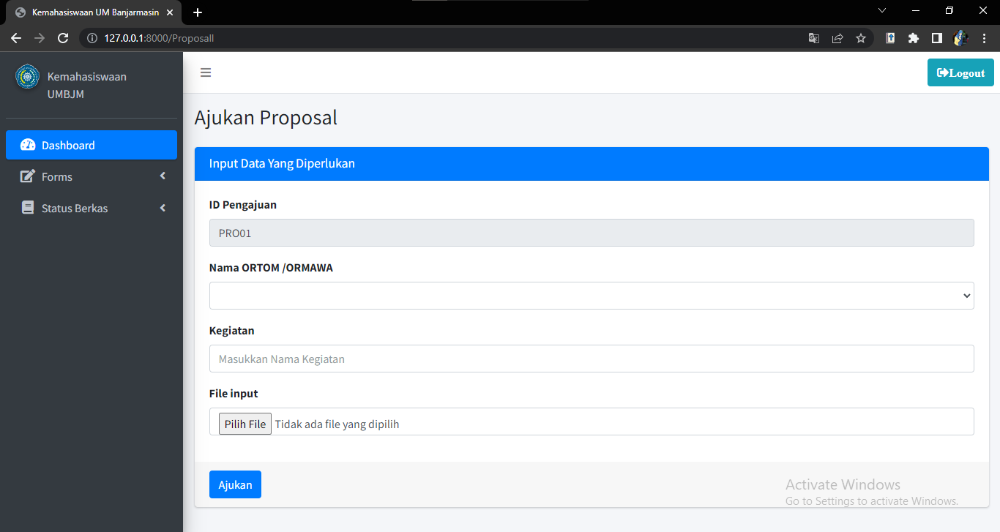 Kemahasiswaan UM Banjarmasin
127.0.0.1:8000/Proposall
Kemahasiswaan
UMBJM
Logout
Dashboard
Forms
Status Berkas
Ajukan Proposal
Input Data Yang Diperlukan
ID Pengajuan
PRO01
Nama ORTOM /ORMAWA
Kegiatan
Masukkan Nama Kegiatan
File input
Pilih File Tidak ada file yang dipilih
Ajukan
Activate Windows
Go to Settings to activate Windows.